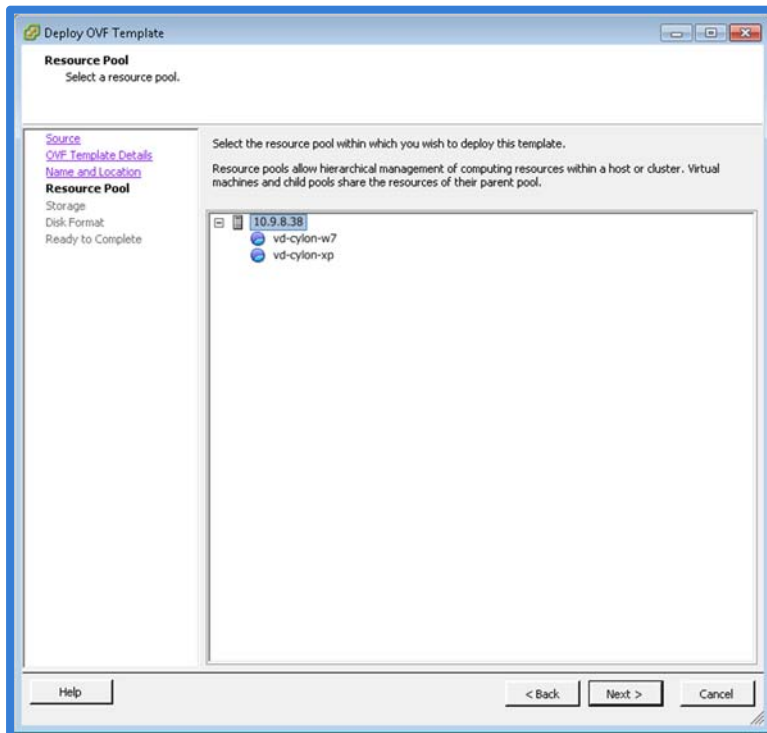 Deploy OVF Template
Resource Pool
Select a resource pool.
Source
OVF Template Details
Name and Location
Resource Pool
Storage
Disk Format
Ready to Complete
Select the resource pool within which you wish to deploy this template.
Resource pools allow hierarchical management of computing resources within a host or cluster. Virtual
machines and child pools share the resources of their parent pool.
10.9.8.38
vd-cylon-w7
vd-cylon-xp
Help
< Back
Next >
Cancel